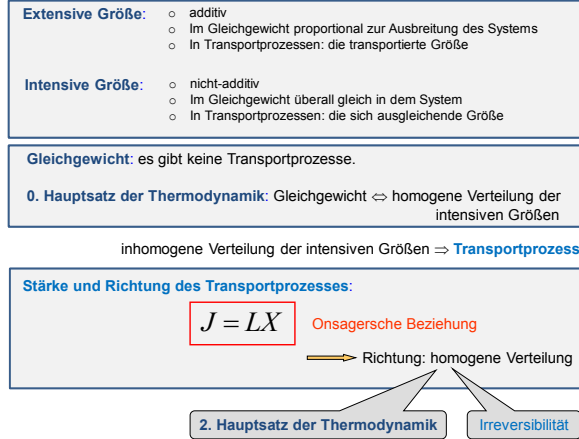 Extensive Größe: ○ additiv
○ Im Gleichgewicht proportional zur Ausbreitung des Systems
○ In Transportprozessen: die transportierte Größe
Intensive Größe: ○ nicht-additiv
○ Im Gleichgewicht überall gleich in dem System
○ In Transportprozessen: die sich ausgleichende Größe
Gleichgewicht: es gibt keine Transportprozesse.
0. Hauptsatz der Thermodynamik: Gleichgewicht ⇔ homogene Verteilung der
intensiven Größen
inhomogene Verteilung der intensiven Größen ⇒ Transportprozess
Stärke und Richtung des Transportprozesses:
J = LX Onsagersche Beziehung
Richtung: homogene Verteilung
2. Hauptsatz der Thermodynamik Irreversibilität